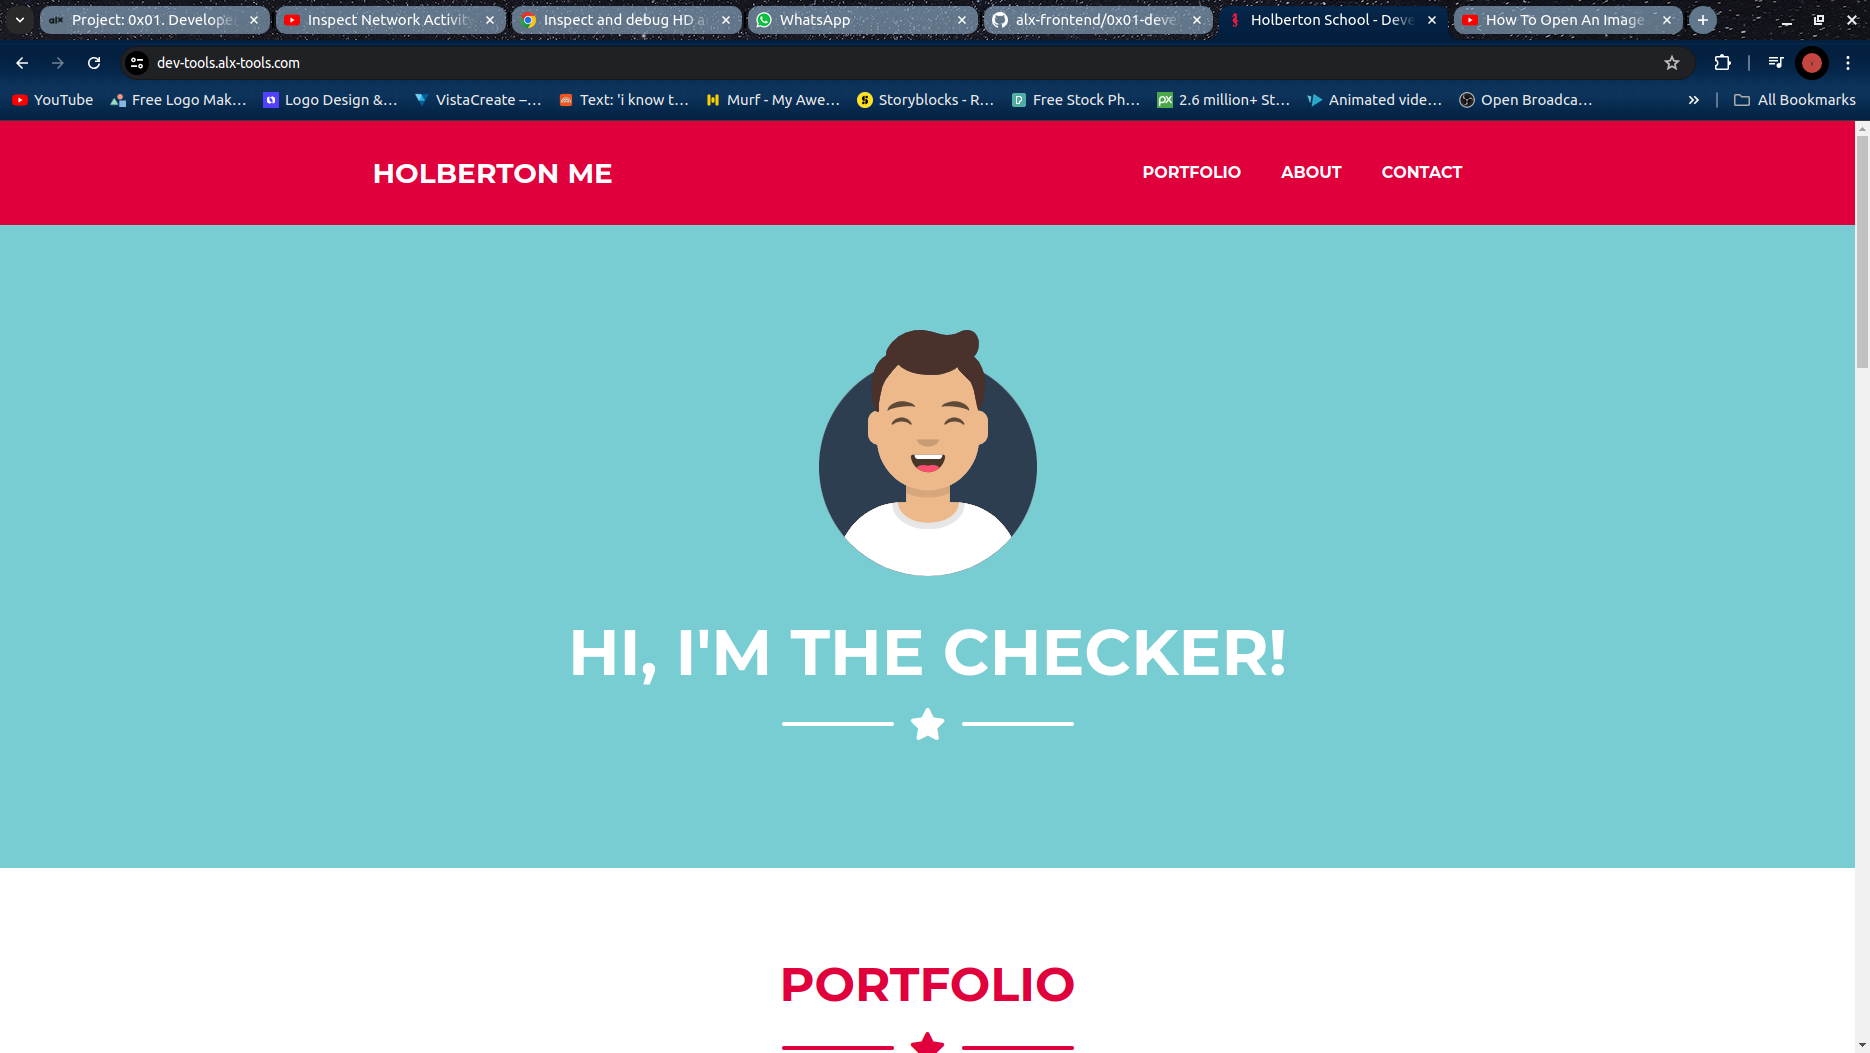 Project: 0x01. Develope
Inspect Network Activity
Inspect and debug HD a
WhatsApp
alx-frontend/0x01-deve
Holberton School - Deve
How To Open An Image
dev-tools.alx-tools.com
YouTube
Free Logo Mak...
Logo Design &...
VistaCreate –...
Text: 'i know t...
Murf - My Awe...
Storyblocks - R...
Free Stock Ph...
2.6 million+ St...
Animated vide...
Open Broadca...
All Bookmarks
HOLBERTON ME
PORTFOLIO
ABOUT
CONTACT
HI, I'M THE CHECKER!
PORTFOLIO